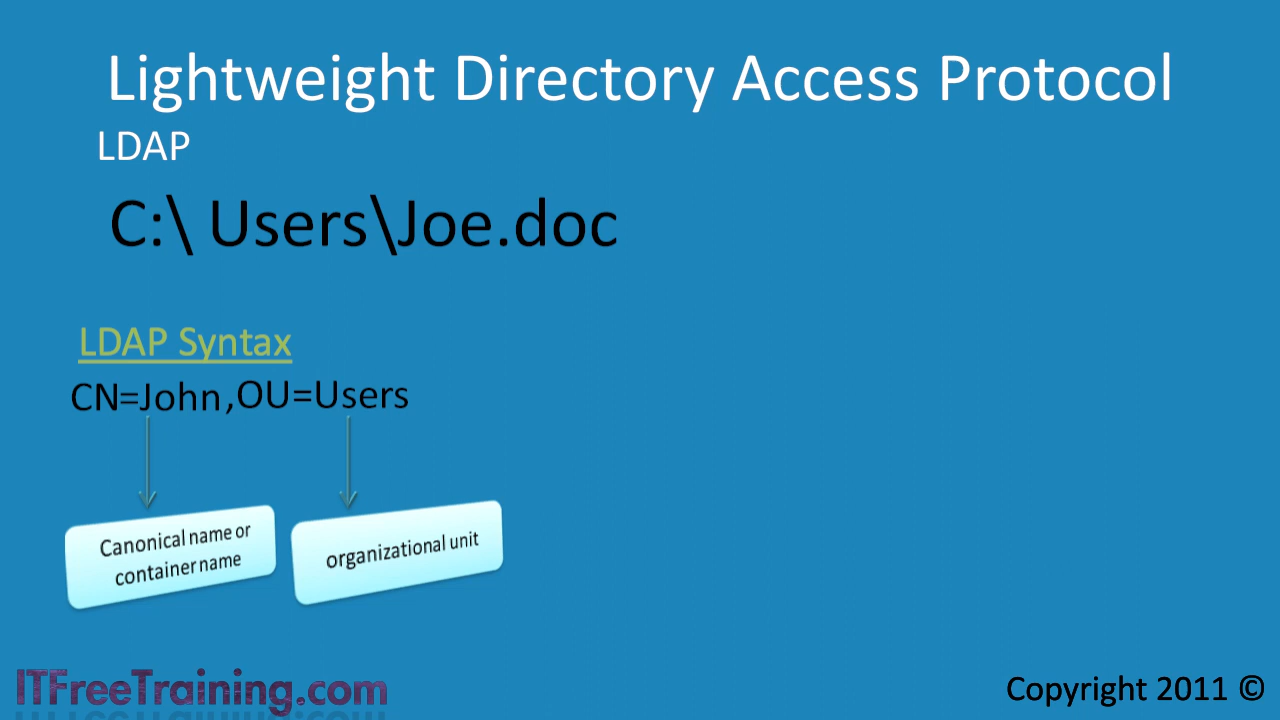 Lightweight Directory Access Protocol
LDAP
C:\ Users\Joe.doc
LDAP Syntax
CN=John,OU=Users
Canonical name or
container name
organizational unit
ITFreeTraining.com
Copyright 2011 ©